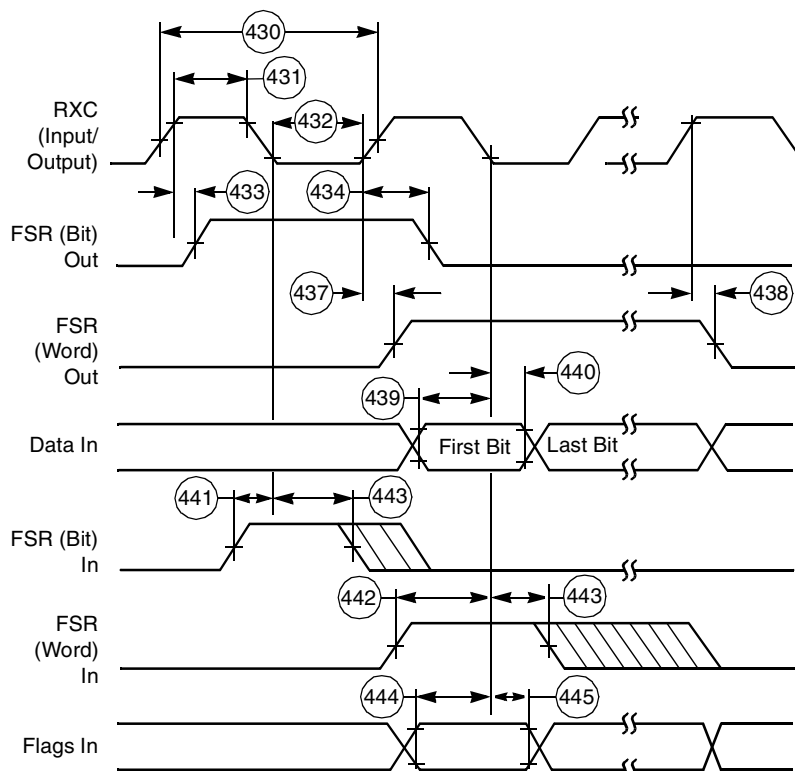 430
431
RXC
(Input/
Output)
432
433
434
FSR (Bit)
Out
437
438
FSR
(Word)
Out
439
440
Data In
First Bit
Last Bit
441
443
FSR (Bit)
In
442
443
FSR
(Word)
In
444
445
Flags In